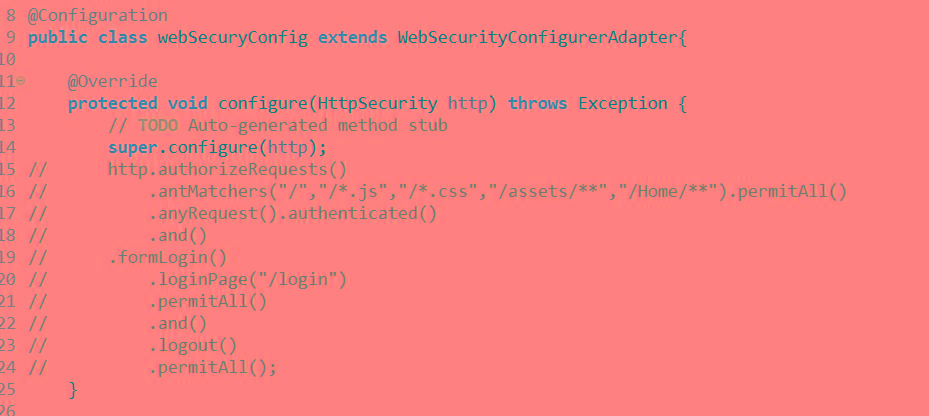 8 @Configuration
9 public class webSecuryConfig extends WebSecurityConfigurerAdapter{
10
11 @Override
12 protected void configure(HttpSecurity http) throws Exception {
13 // TODO Auto-generated method stub
14 super.configure(http);
15 // http.authorizeRequests()
16 // .antMatchers("/","/*.js","/*.css","/assets/**","/Home/**").permitAll()
17 // .anyRequest().authenticated()
18 // .and()
19 // .formLogin()
20 // .loginPage("/login")
21 // .permitAll()
22 // .and()
23 // .logout()
24 // .permitAll();
25 }
26